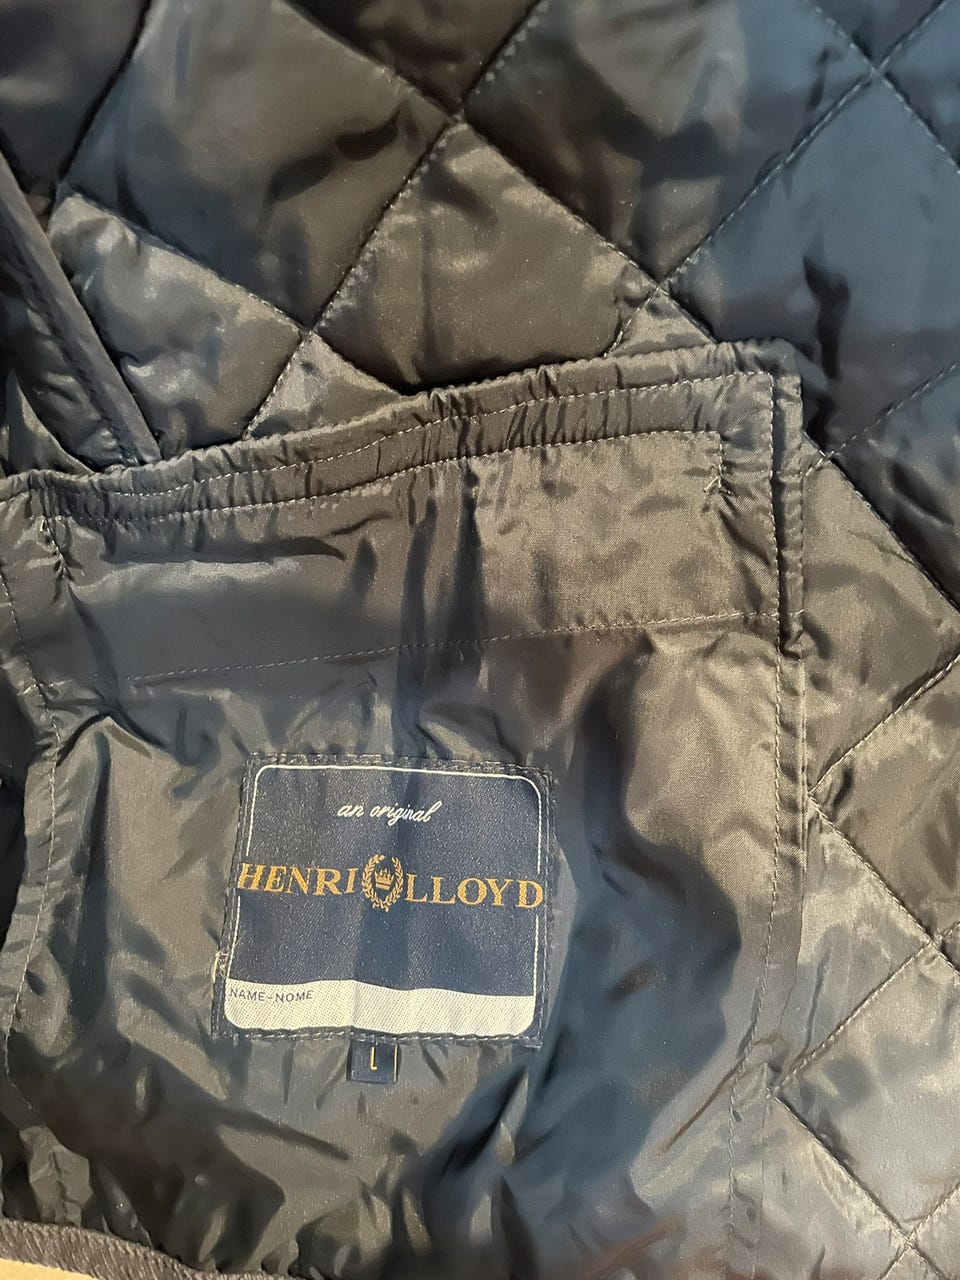 an original
HENRI LLOYD
NAME-NOME
L